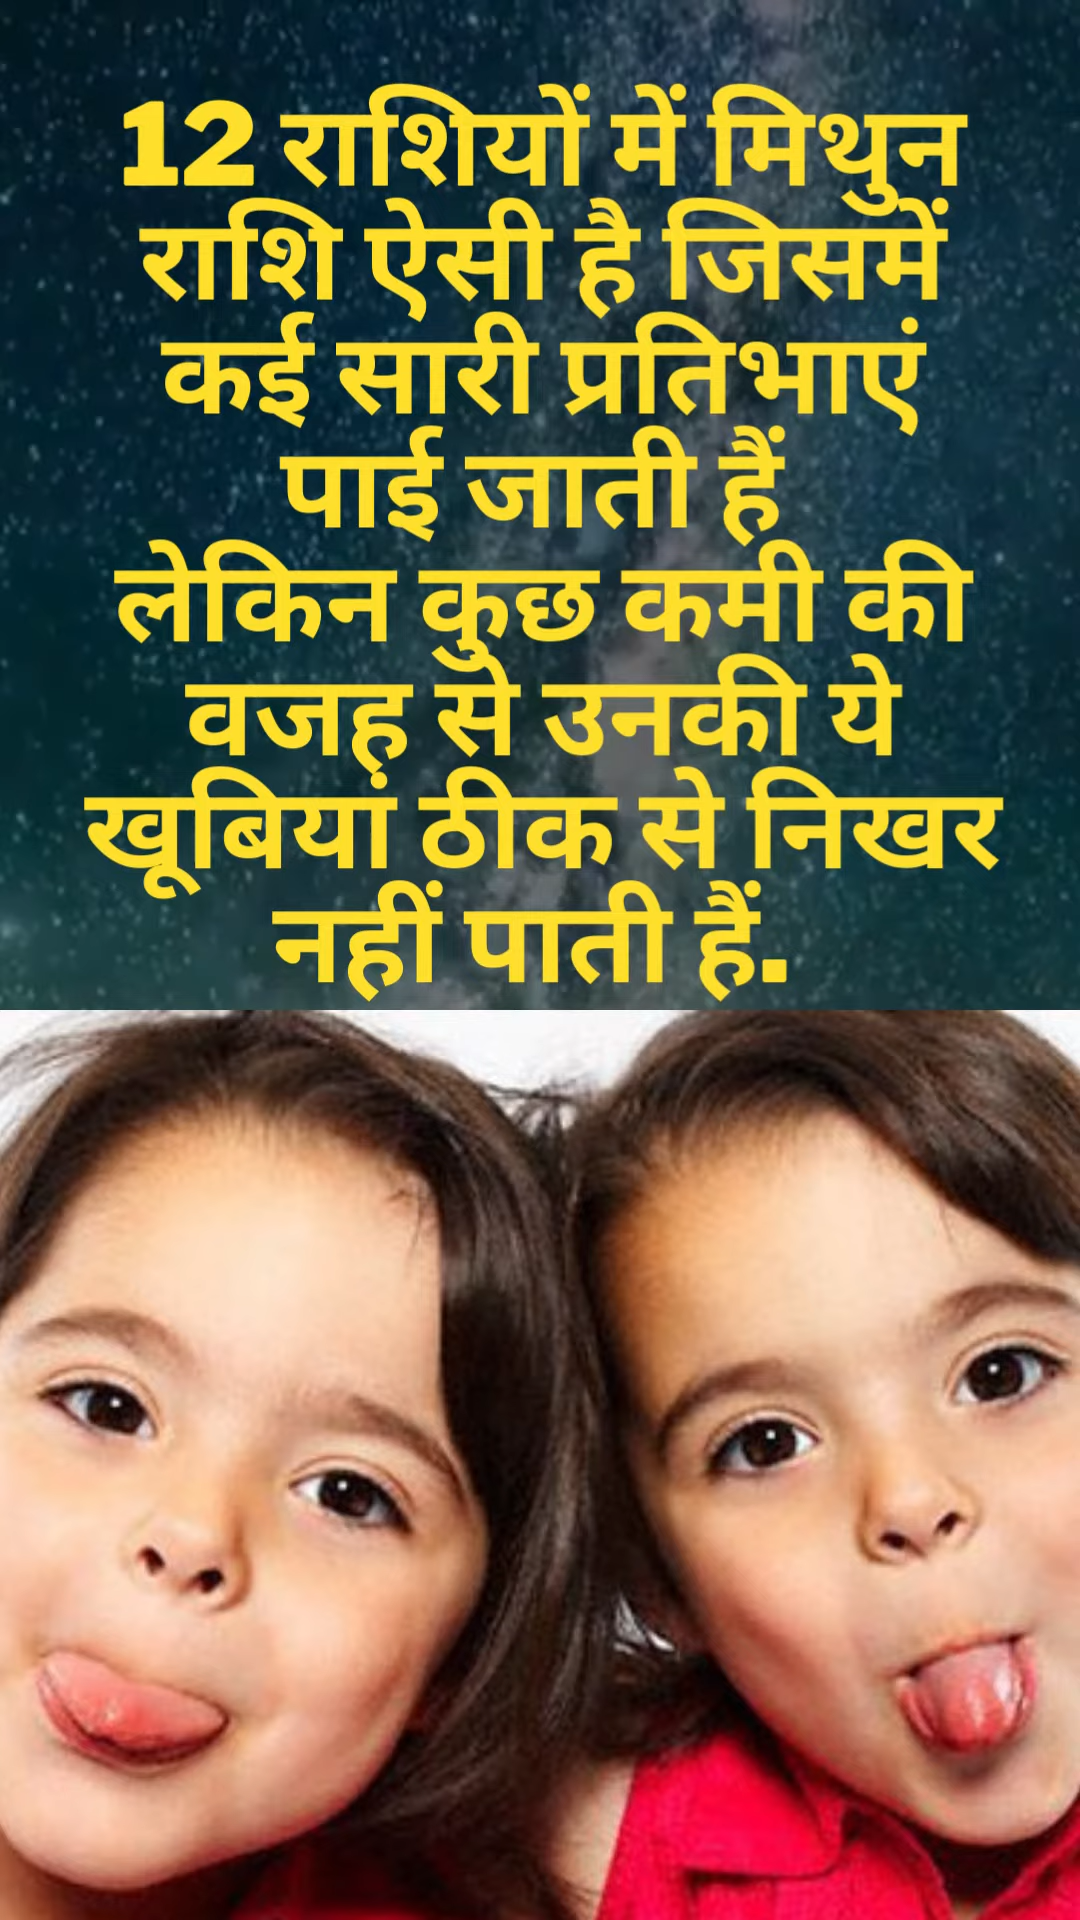 12 राशियों में मिथुन
राशि ऐसी है जिसमें
कई सारी प्रतिभाएं
पाई जाती हैं
लेकिन कुछ कमी की
वजह से उनकी ये
खूबियां ठीक से निखर
नहीं पाती हैं.